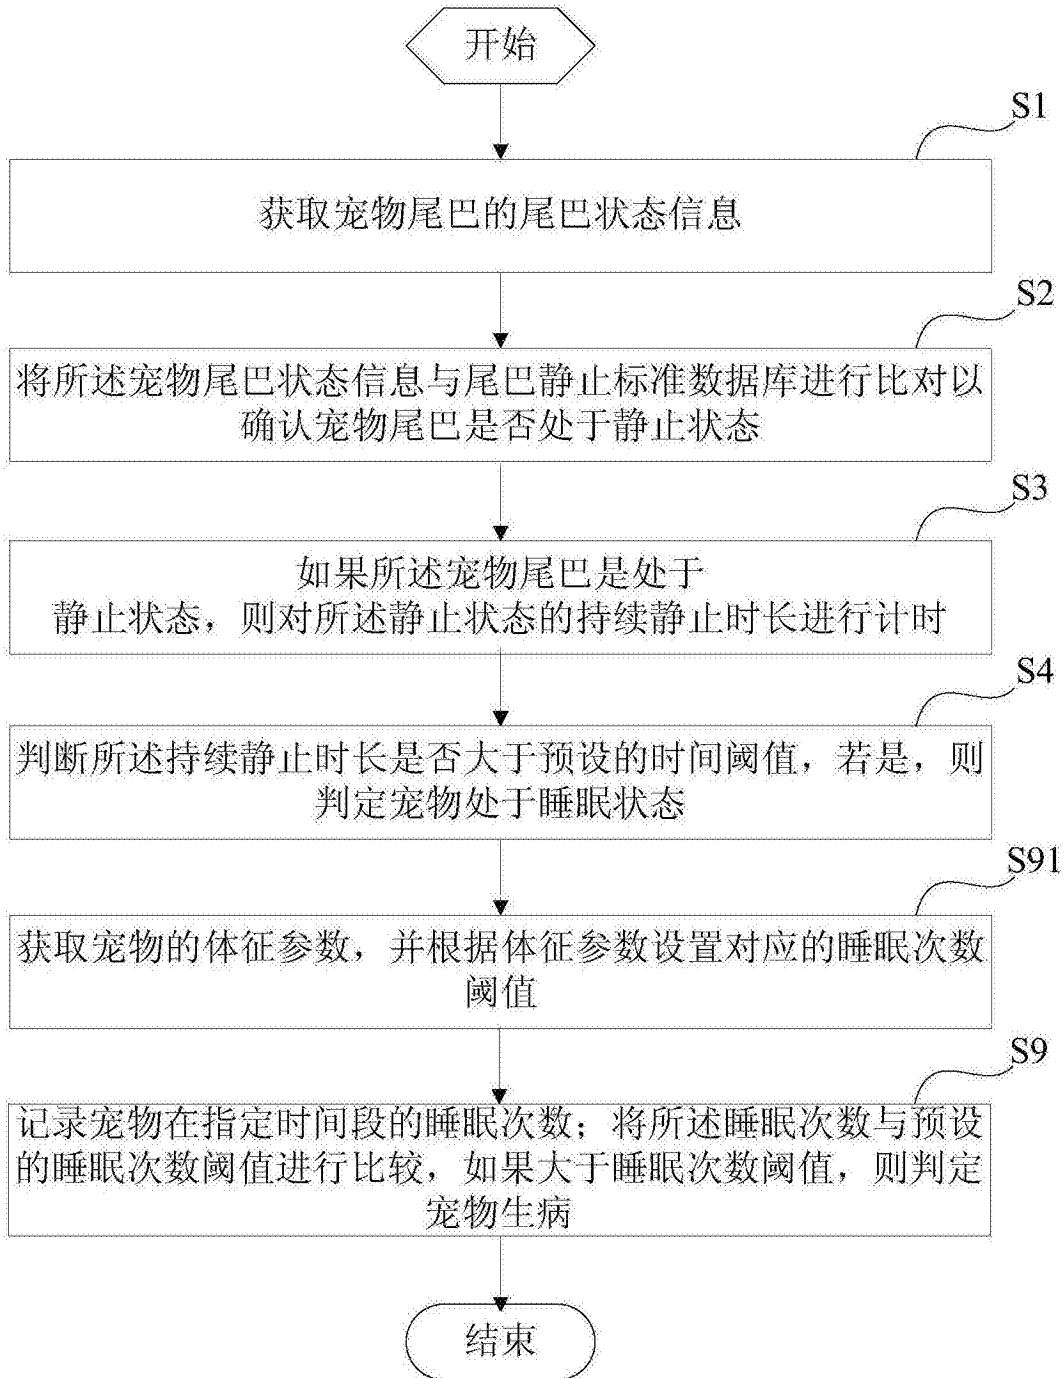 开始
S1
获取宠物尾巴的尾巴状态信息
S2
将所述宠物尾巴状态信息与尾巴静止标准数据库进行比对以
确认宠物尾巴是否处于静止状态
S3
如果所述宠物尾巴是处于
静止状态，则对所述静止状态的持续静止时长进行计时
S4
判断所述持续静止时长是否大于预设的时间阈值，若是，则
判定宠物处于睡眠状态
S91
获取宠物的体征参数，并根据体征参数设置对应的睡眠次数
阈值
S9
记录宠物在指定时间段的睡眠次数；将所述睡眠次数与预设
的睡眠次数阈值进行比较，如果大于睡眠次数阈值，则判定
宠物生病
结束